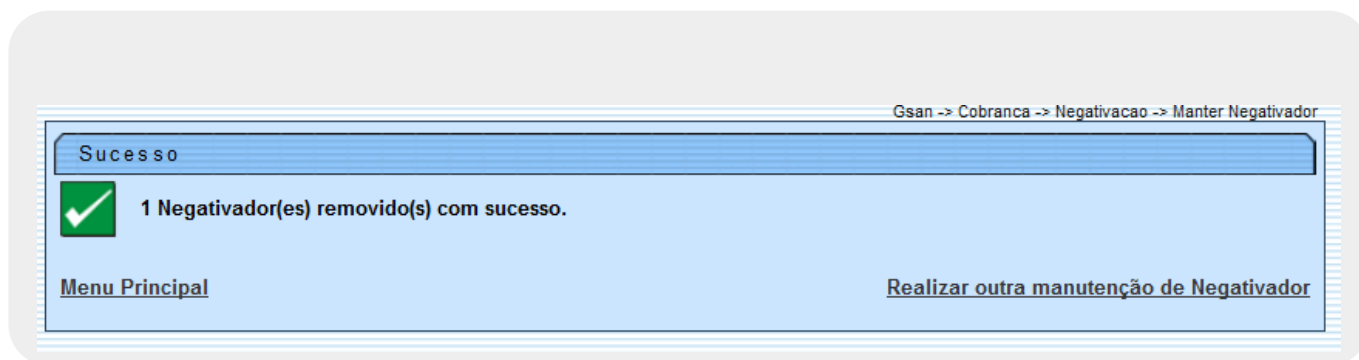 Gsan -> Cobranca -> Negativacao -> Manter Negativador
Sucesso
1 Negativador(es) removido(s) com sucesso.
Menu Principal
Realizar outra manutenção de Negativador